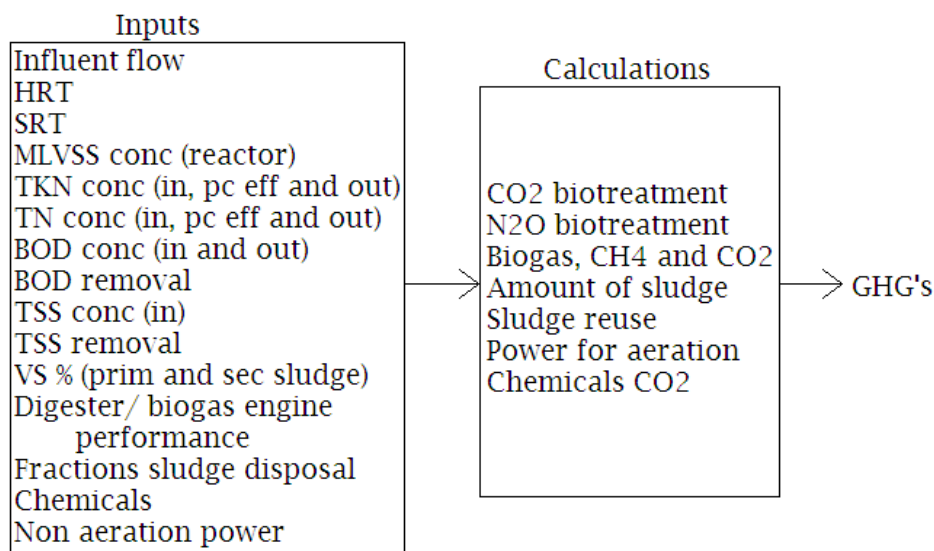 Inputs
Influent flow
HRT
SRT
MLVSS conc (reactor)
TKN conc (in, pc eff and out)
TN conc (in, pc eff and out)
BOD conc (in and out)
BOD removal
TSS conc (in)
TSS removal
VS % (prim and sec sludge)
Digester/ biogas engine
performance
Fractions sludge disposal
Chemicals
Non aeration power
Calculations
CO2 biotreatment
N2O biotreatment
Biogas, CH4 and CO2
Amount of sludge
Sludge reuse
Power for aeration
Chemicals CO2
GHG's